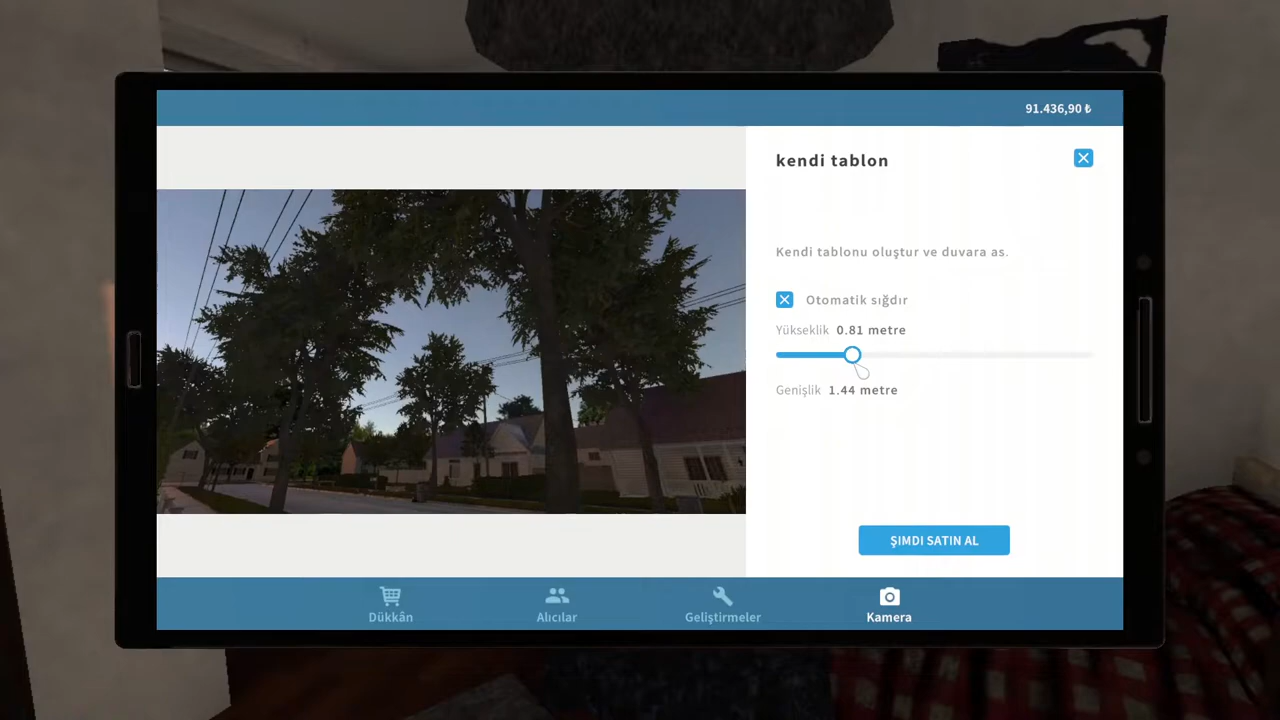 91.436,90 ₺
kendi tablon
Kendi tablonu oluştur ve duvara as.
Otomatik sığdır
Yükseklik 0.81 metre
Genişlik 1.44 metre
ŞIMDI SATIN AL
Dükkân
Alıcılar
Geliştirmeler
Kamera